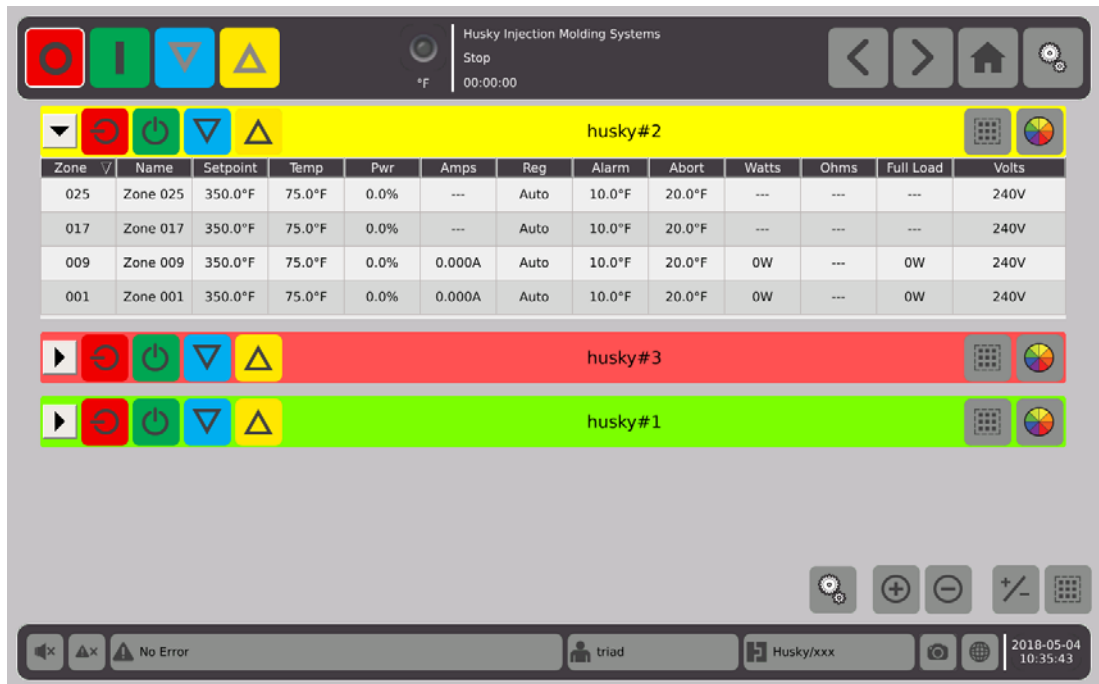 Husky Injection Molding Systems
Stop
°F 00:00:00
husky#2
Zone Name Setpoint Temp Pwr Amps Reg Alarm Abort Watts Ohms Full Load Volts
025 Zone 025 350.0°F 75.0°F 0.0% --- Auto 10.0°F 20.0°F --- --- --- 240V
017 Zone 017 350.0°F 75.0°F 0.0% --- Auto 10.0°F 20.0°F --- --- --- 240V
009 Zone 009 350.0°F 75.0°F 0.0% 0.000A Auto 10.0°F 20.0°F 0W --- 0W 240V
001 Zone 001 350.0°F 75.0°F 0.0% 0.000A Auto 10.0°F 20.0°F 0W --- 0W 240V
husky#3
husky#1
No Error triad Husky/xxx 2018-05-04
10:35:43